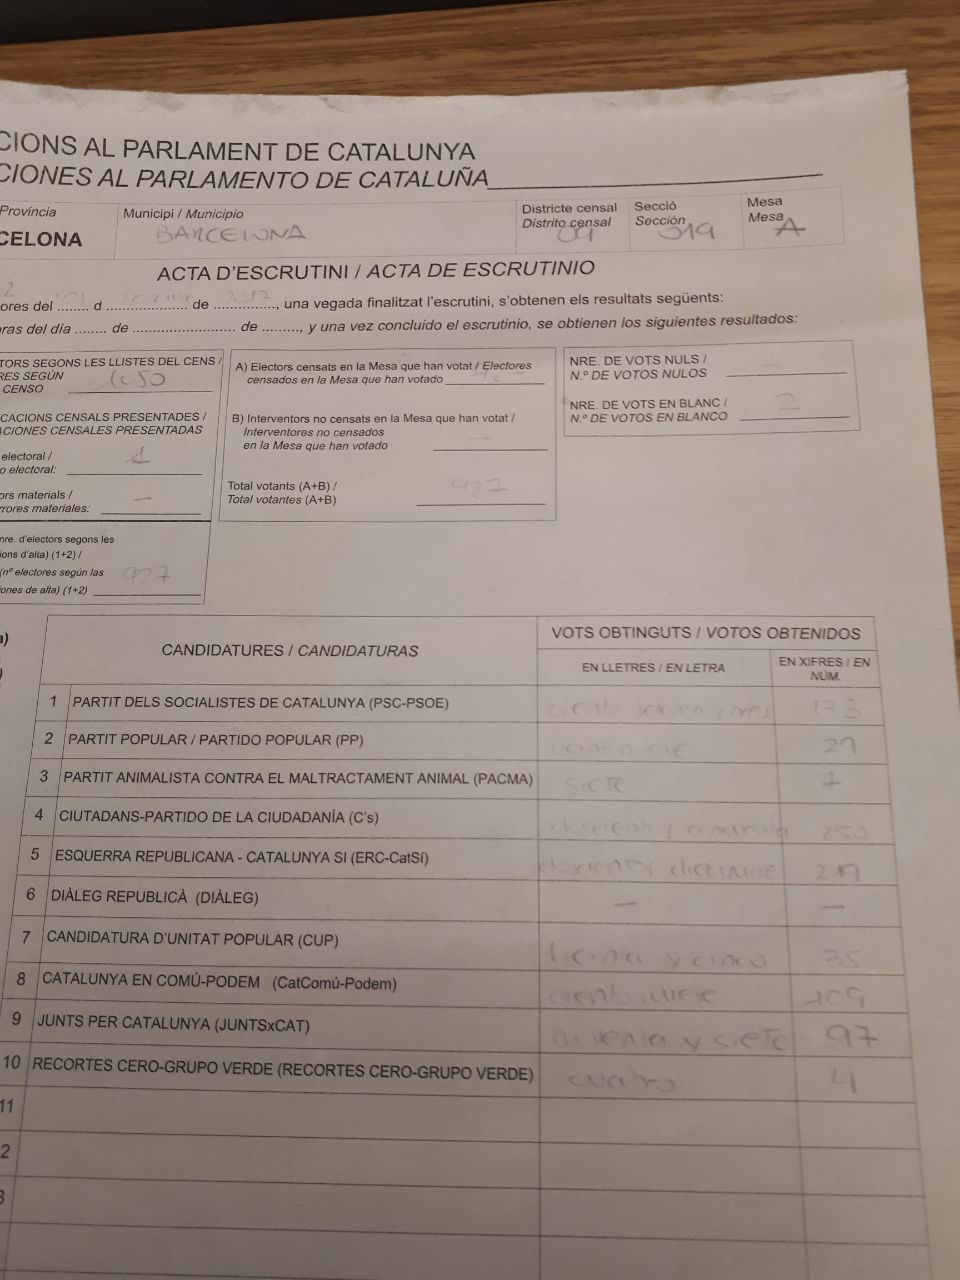 CIONS AL PARLAMENT DE CATALUNYA
CIONES AL PARLAMENTO DE CATALUÑA
Provincia
CELONA
Municipi / Municipio
BARCELONA
Districte censal
Distrito censal
09
Secció
Sección
019
Mesa
Mesa
A
ACTA D'ESCRUTINI / ACTA DE ESCRUTINIO
ores del ........ d ..................... de ................, una vegada finalitzat l'escrutini, s'obtenen els resultats següents:
oras del día ........ de .......................... de .........., y una vez concluido el escrutinio, se obtienen los siguientes resultados:
TORS SEGONS LES LLISTES DEL CENS /
RES SEGÚN
CENSO
1050
CACIONS CENSALS PRESENTADES /
ACIONES CENSALES PRESENTADAS
electoral /
o electoral:
1
ors materials /
rrores materiales:
—
nre. d'electors segons les
ions d'alta) (1+2) /
(nº electores según las
iones de alta) (1+2)
927
A) Electors censats en la Mesa que han votat / Electores
censados en la Mesa que han votado
B) Interventors no censats en la Mesa que han votat /
Interventores no censados
en la Mesa que han votado
—
Total votants (A+B) /
Total votantes (A+B)
927
NRE. DE VOTS NULS /
N.º DE VOTOS NULOS
NRE. DE VOTS EN BLANC /
N.º DE VOTOS EN BLANCO
2
CANDIDATURES / CANDIDATURAS
VOTS OBTINGUTS / VOTOS OBTENIDOS
EN LLETRES / EN LETRA
EN XIFRES / EN
NÚM.
1 PARTIT DELS SOCIALISTES DE CATALUNYA (PSC-PSOE) ciento setenta y tres 173
2 PARTIT POPULAR / PARTIDO POPULAR (PP) veintinueve 29
3 PARTIT ANIMALISTA CONTRA EL MALTRACTAMENT ANIMAL (PACMA) siete 7
4 CIUTADANS-PARTIDO DE LA CIUDADANÍA (C's) doscientos cincuenta 250
5 ESQUERRA REPUBLICANA - CATALUNYA SI (ERC-CatSí) doscientos diecinueve 219
6 DIÀLEG REPUBLICÀ (DIÀLEG) — —
7 CANDIDATURA D'UNITAT POPULAR (CUP) treinta y cinco 35
8 CATALUNYA EN COMÚ-PODEM (CatComú-Podem) ciento nueve 109
9 JUNTS PER CATALUNYA (JUNTSxCAT) noventa y siete 97
10 RECORTES CERO-GRUPO VERDE (RECORTES CERO-GRUPO VERDE) cuatro 4
11
2
3